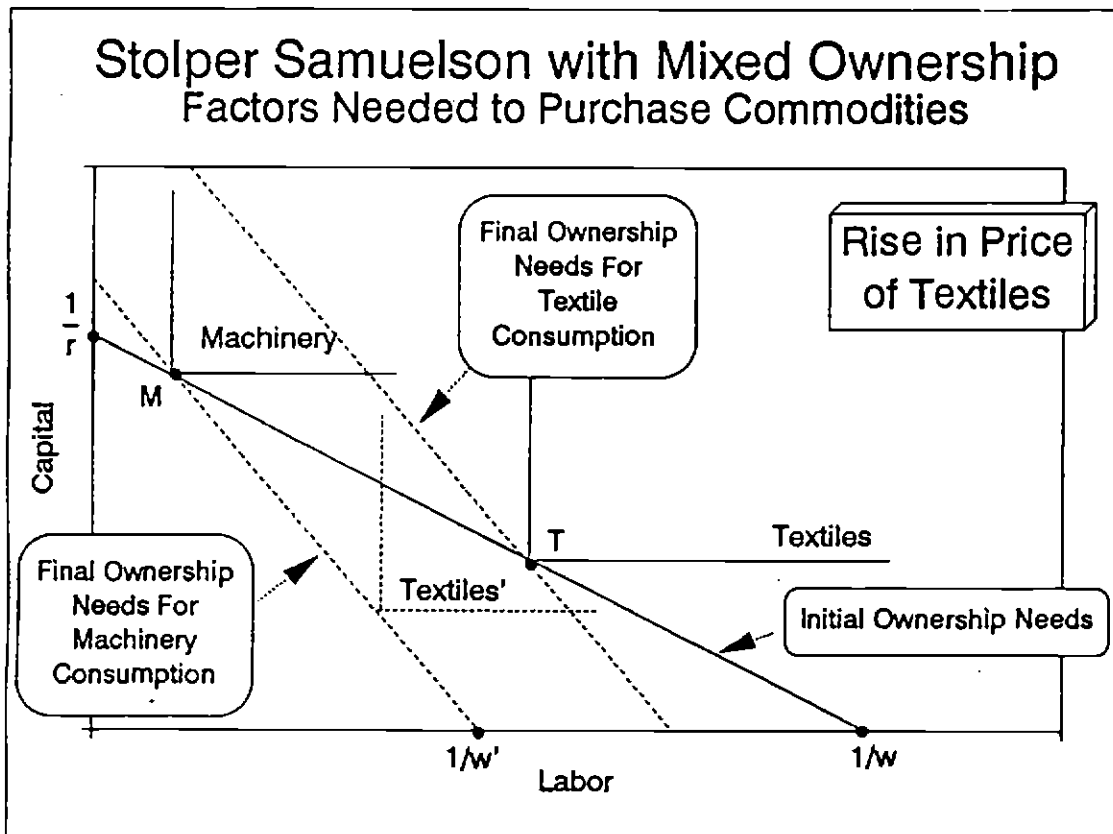 Stolper Samuelson with Mixed Ownership
Factors Needed to Purchase Commodities
Final Ownership
Needs For
Textile
Consumption
Rise in Price
of Textiles
1
r
Machinery
M
Capital
T
Textiles
Final Ownership
Needs For
Machinery
Consumption
Textiles'
Initial Ownership Needs
1/w'
1/w
Labor